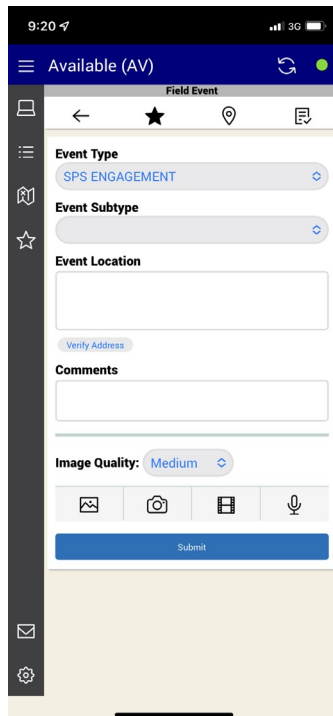 9:20
3G
Available (AV)
Field Event
Event Type
SPS ENGAGEMENT
Event Subtype
Event Location
Verify Address
Comments
Image Quality: Medium
Submit